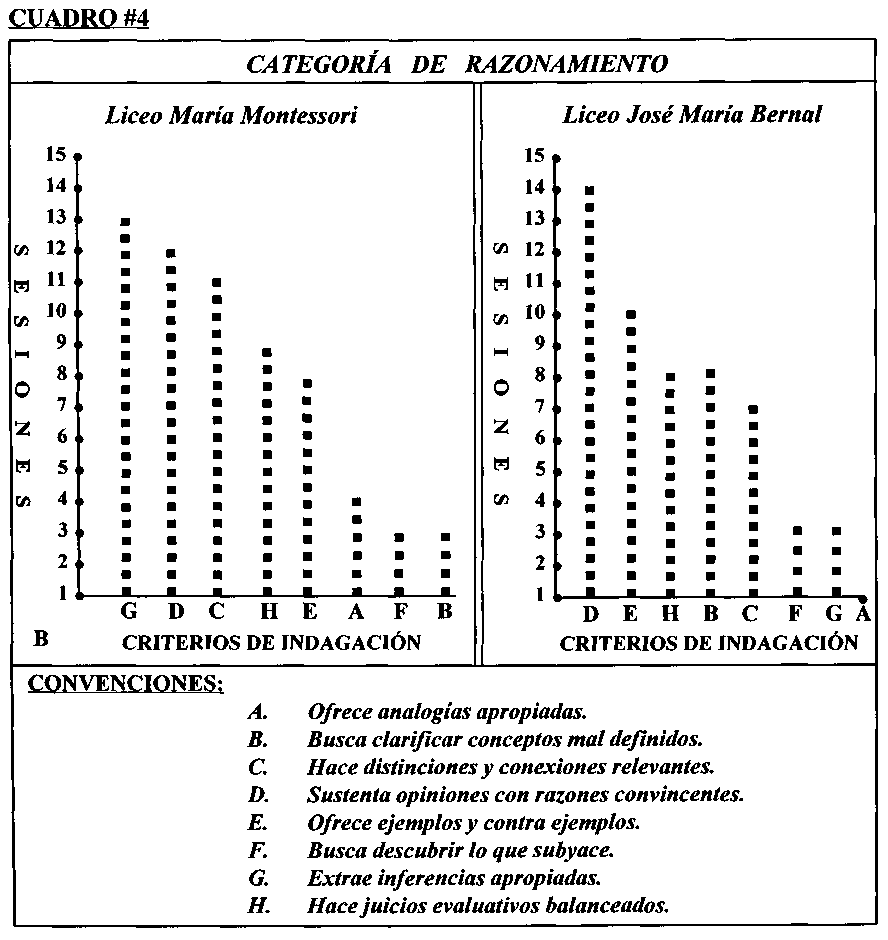 CUADRO #4
CATEGORÍA DE RAZONAMIENTO
Liceo María Montessori
15
14
13
12
11
10
9
8
7
6
5
4
3
2
1
SESIONES
G D C H E A F B
B CRITERIOS DE INDAGACIÓN
Liceo José María Bernal
15
14
13
12
11
10
9
8
7
6
5
4
3
2
1
SESIONES
D E H B C F G A
CRITERIOS DE INDAGACIÓN
CONVENCIONES:
A. Ofrece analogías apropiadas.
B. Busca clarificar conceptos mal definidos.
C. Hace distinciones y conexiones relevantes.
D. Sustenta opiniones con razones convincentes.
E. Ofrece ejemplos y contra ejemplos.
F. Busca descubrir lo que subyace.
G. Extrae inferencias apropiadas.
H. Hace juicios evaluativos balanceados.